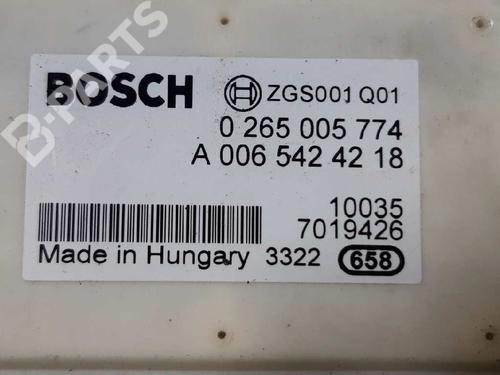 B-PARTS
BOSCH ZGS001 Q01
0 265 005 774
A 006 542 42 18
10035
7019426
Made in Hungary 3322 658